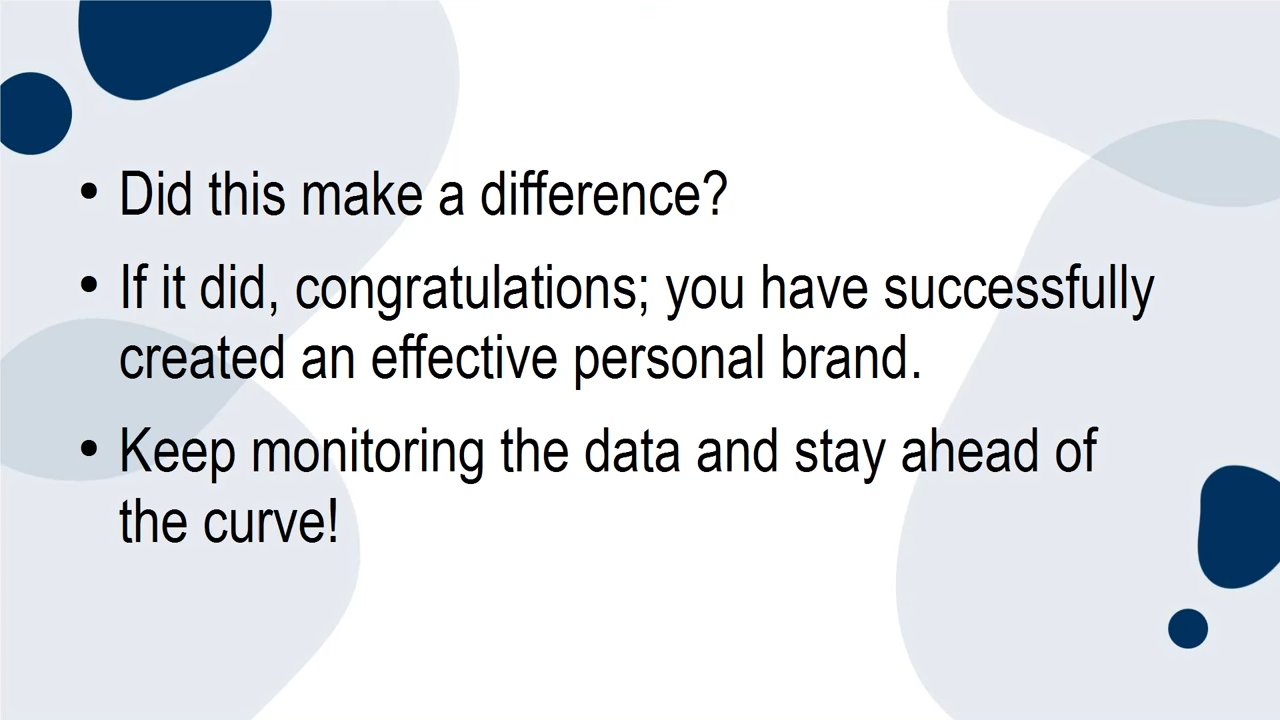 • Did this make a difference?
• If it did, congratulations; you have successfully
created an effective personal brand.
• Keep monitoring the data and stay ahead of
the curve!